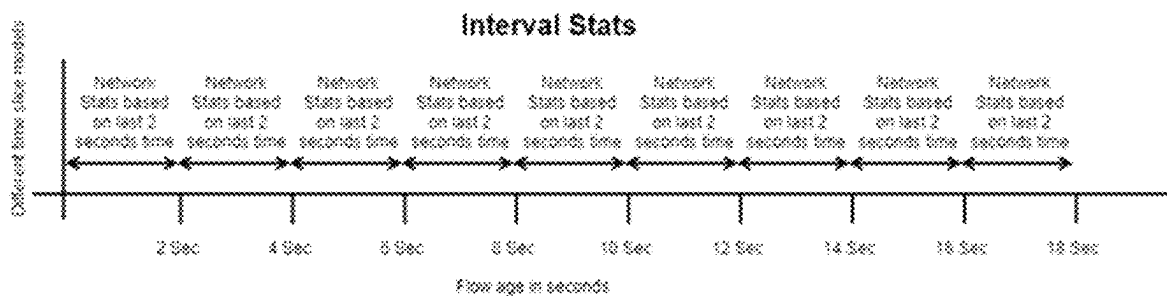 Interval Stats
Different time slice models
Network Stats based on last 2 seconds time
Network Stats based on last 2 seconds time
Network Stats based on last 2 seconds time
Network Stats based on last 2 seconds time
Network Stats based on last 2 seconds time
Network Stats based on last 2 seconds time
Network Stats based on last 2 seconds time
Network Stats based on last 2 seconds time
Network Stats based on last 2 seconds time
2 Sec 4 Sec 6 Sec 8 Sec 10 Sec 12 Sec 14 Sec 16 Sec 18 Sec
Flow age in seconds